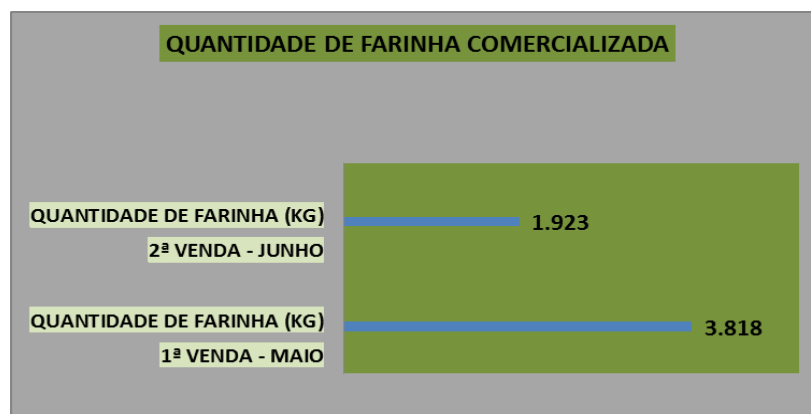 QUANTIDADE DE FARINHA COMERCIALIZADA
QUANTIDADE DE FARINHA (KG)
2ª VENDA - JUNHO
1.923
QUANTIDADE DE FARINHA (KG)
1ª VENDA - MAIO
3.818